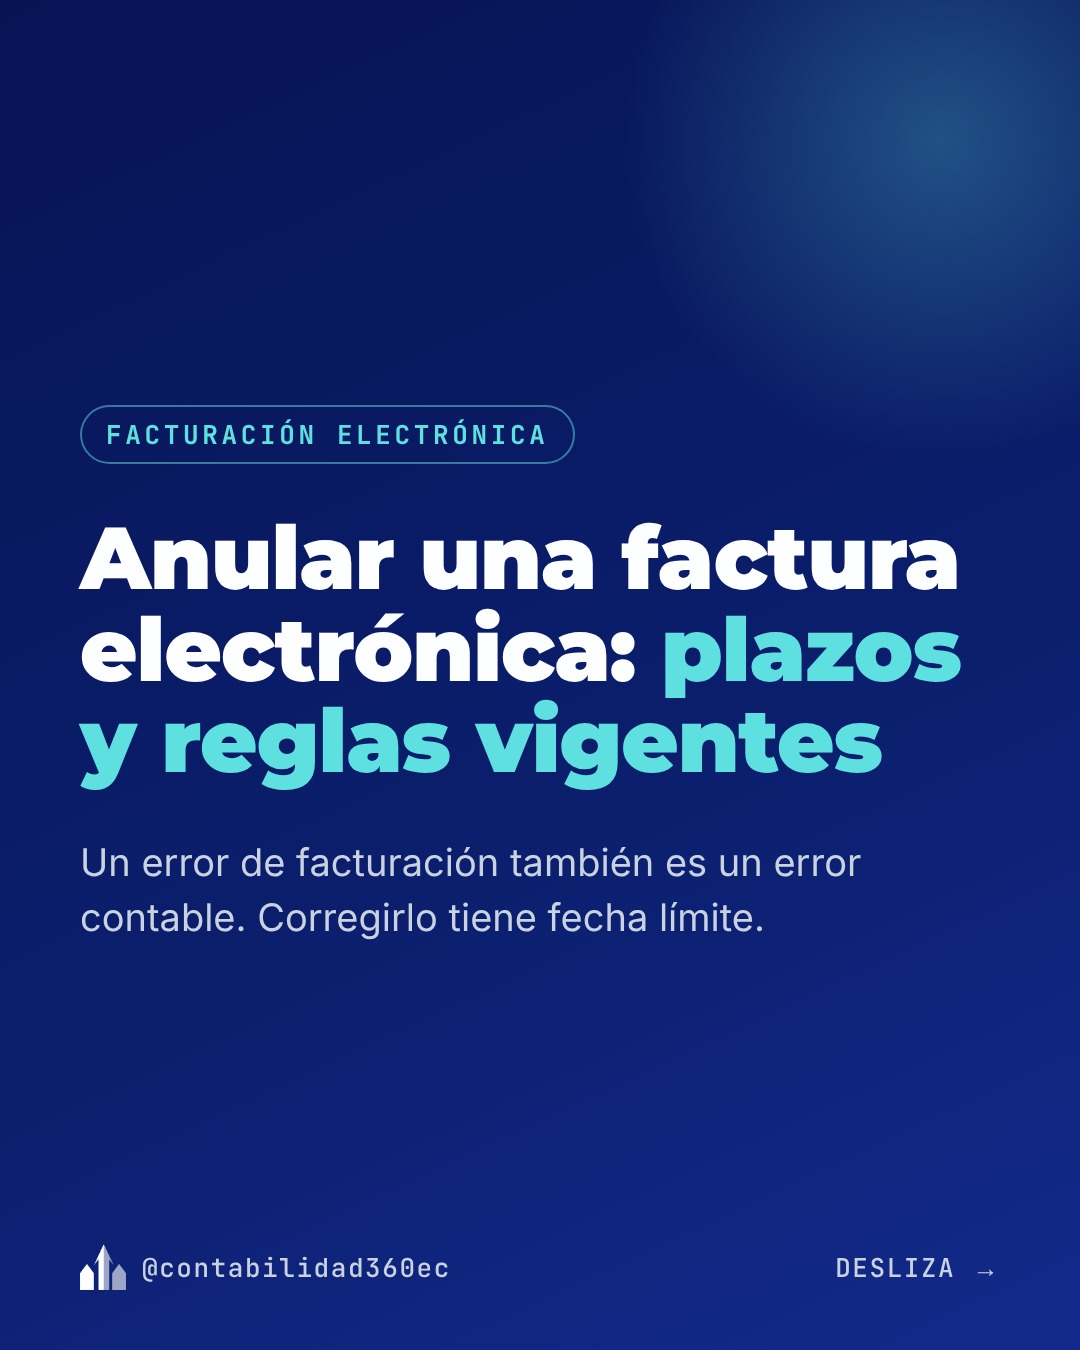 FACTURACIÓN ELECTRÓNICA
Anular una factura
electrónica: plazos
y reglas vigentes
Un error de facturación también es un error
contable. Corregirlo tiene fecha límite.
@contabilidad360ec
DESLIZA →